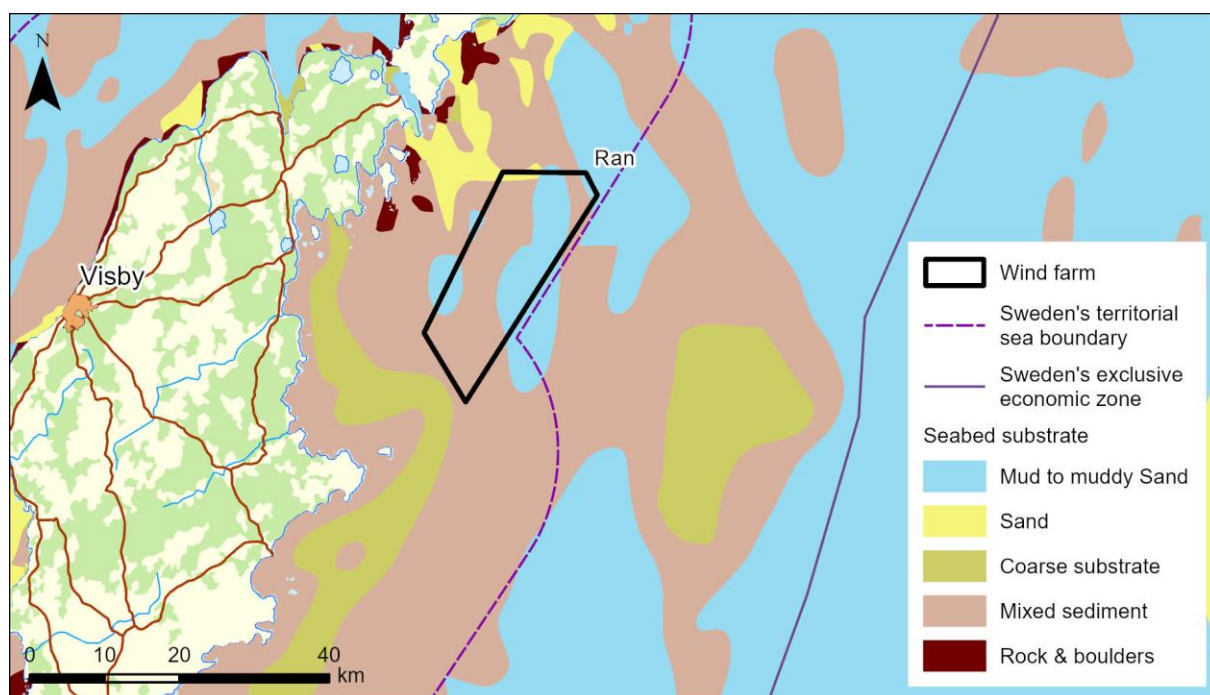 N
Ran
Visby
Wind farm
Sweden's territorial
sea boundary
Sweden's exclusive
economic zone
Seabed substrate
Mud to muddy Sand
Sand
Coarse substrate
Mixed sediment
Rock & boulders
0 10 20 40
km